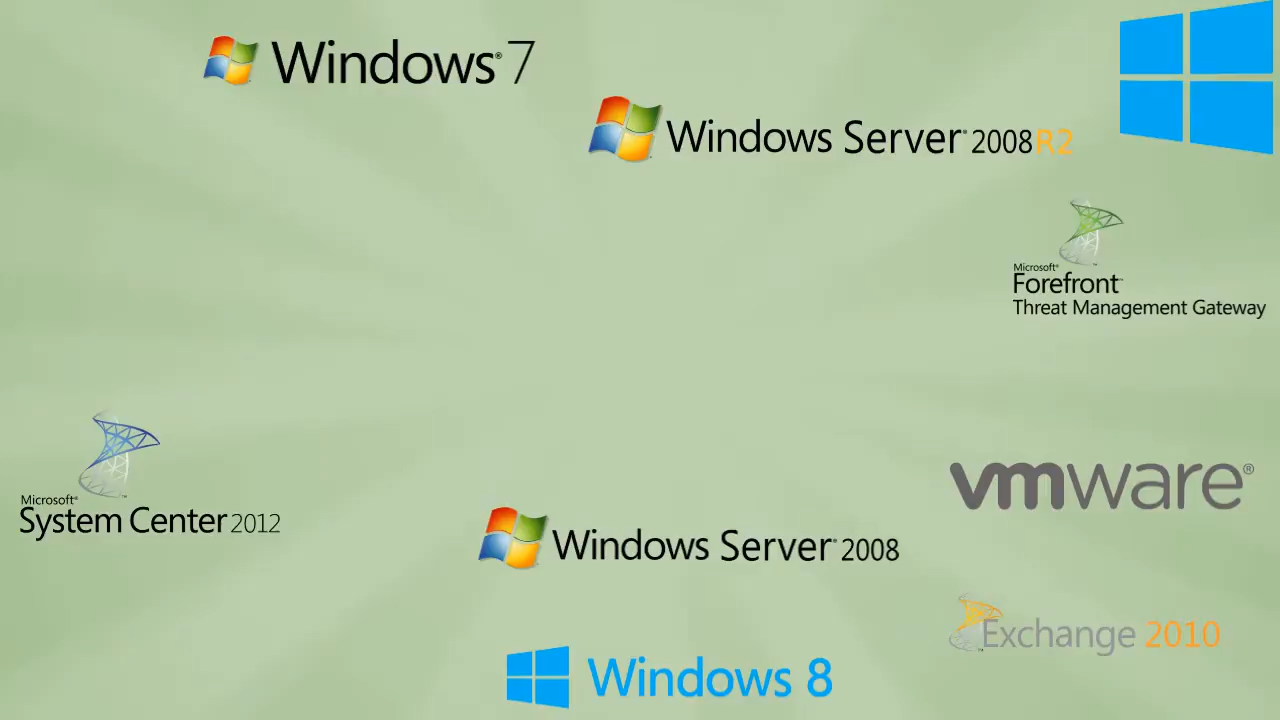 Windows® 7
Windows Server® 2008 R2
Microsoft®
Forefront™
Threat Management Gateway
Microsoft®
System Center 2012
vmware®
Windows Server® 2008
Exchange 2010
Windows 8